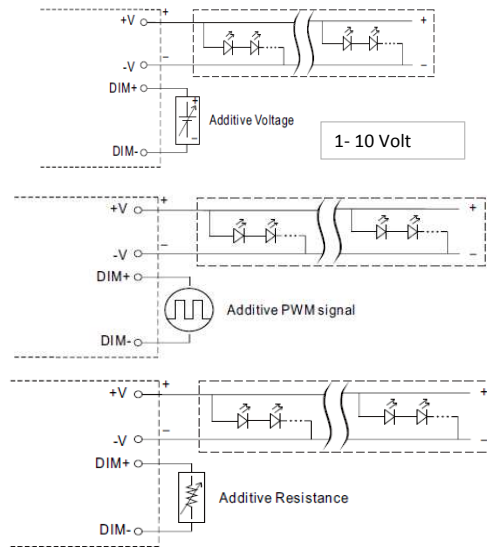 +V + +
-V − −
DIM+
+
Additive Voltage
−
DIM-
1- 10 Volt
+V + +
-V − −
DIM+
Additive PWM signal
DIM-
+V + +
-V − −
DIM+
Additive Resistance
DIM-